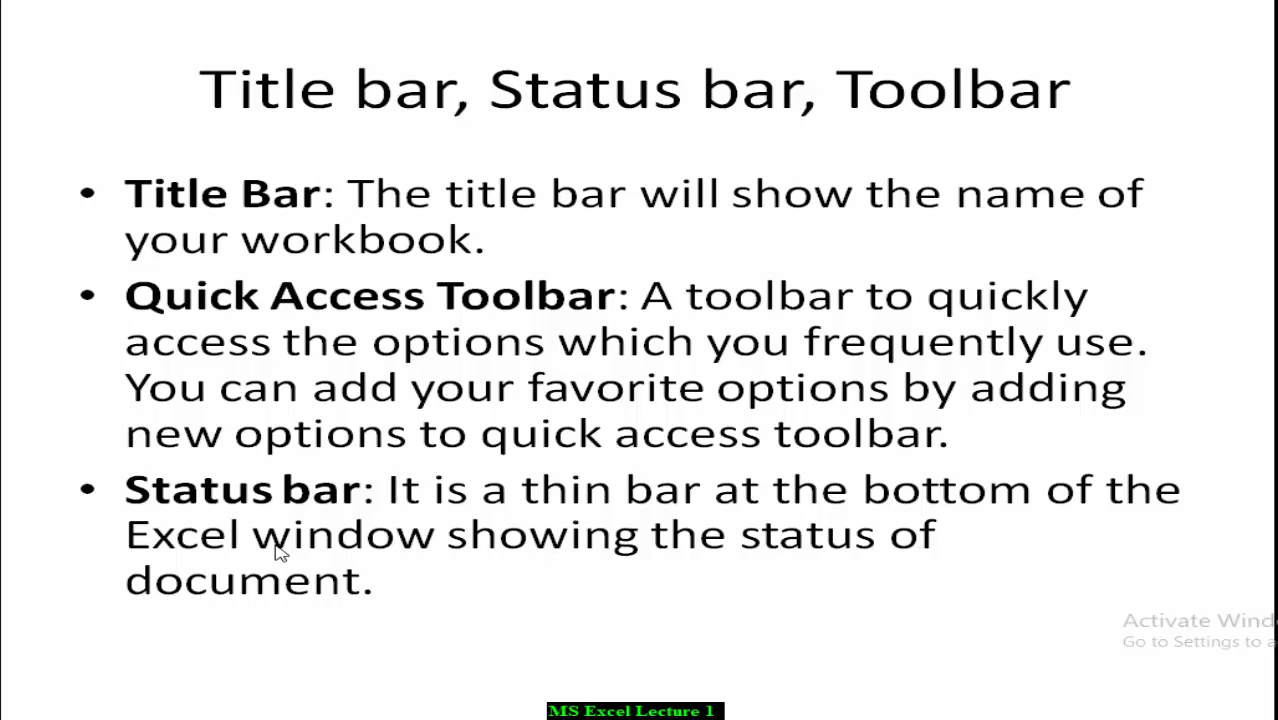 Title bar, Status bar, Toolbar
• Title Bar: The title bar will show the name of
your workbook.
• Quick Access Toolbar: A toolbar to quickly
access the options which you frequently use.
You can add your favorite options by adding
new options to quick access toolbar.
• Status bar: It is a thin bar at the bottom of the
Excel window showing the status of
document.
Activate Wind
Go to Settings to a
MS Excel Lecture 1